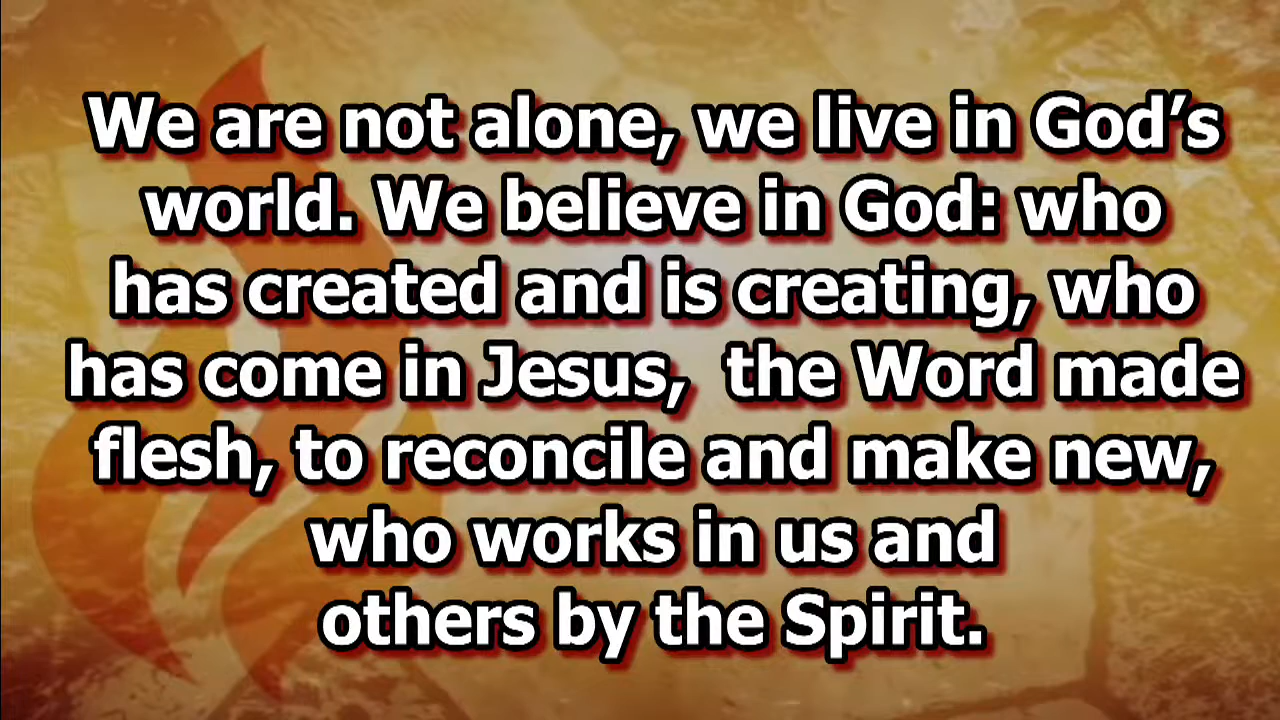 We are not alone, we live in God’s
world. We believe in God: who
has created and is creating, who
has come in Jesus,  the Word made
flesh, to reconcile and make new,
who works in us and
others by the Spirit.